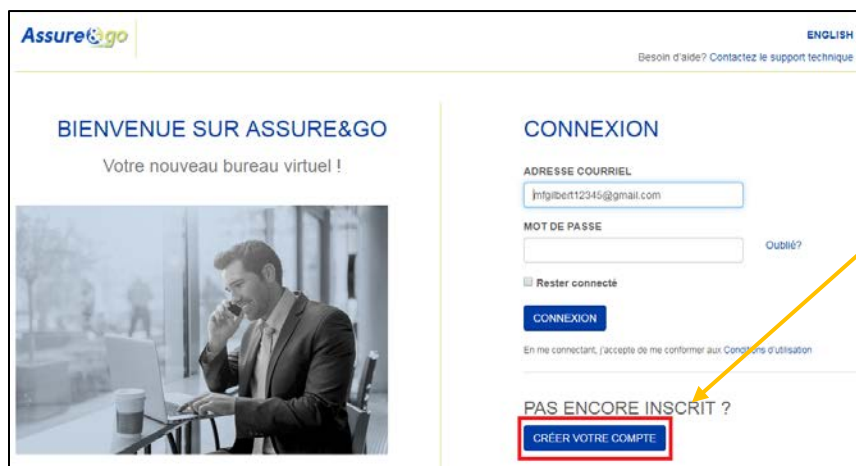 Assure&go
ENGLISH
Besoin d'aide? Contactez le support technique
BIENVENUE SUR ASSURE&GO
Votre nouveau bureau virtuel !
CONNEXION
ADRESSE COURRIEL
mfgilbert12345@gmail.com
MOT DE PASSE
Oublié?
Rester connecté
CONNEXION
En me connectant, j'accepte de me conformer aux Conditions d'utilisation
PAS ENCORE INSCRIT ?
CRÉER VOTRE COMPTE